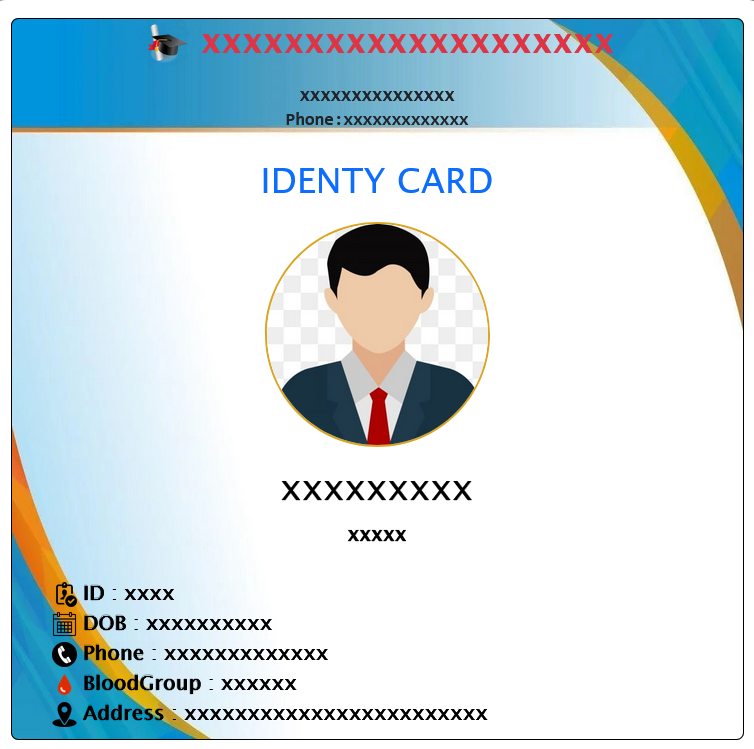 XXXXXXXXXXXXXXXXXXXX
XXXXXXXXXXXXXXX
Phone:xxxxxxxxxxxxx
IDENTY CARD
XXXXXXXXX
xxxxx
ID : xxxx
DOB : xxxxxxxxxx
Phone : xxxxxxxxxxxxx
BloodGroup : xxxxxx
Address : xxxxxxxxxxxxxxxxxxxxxxxx